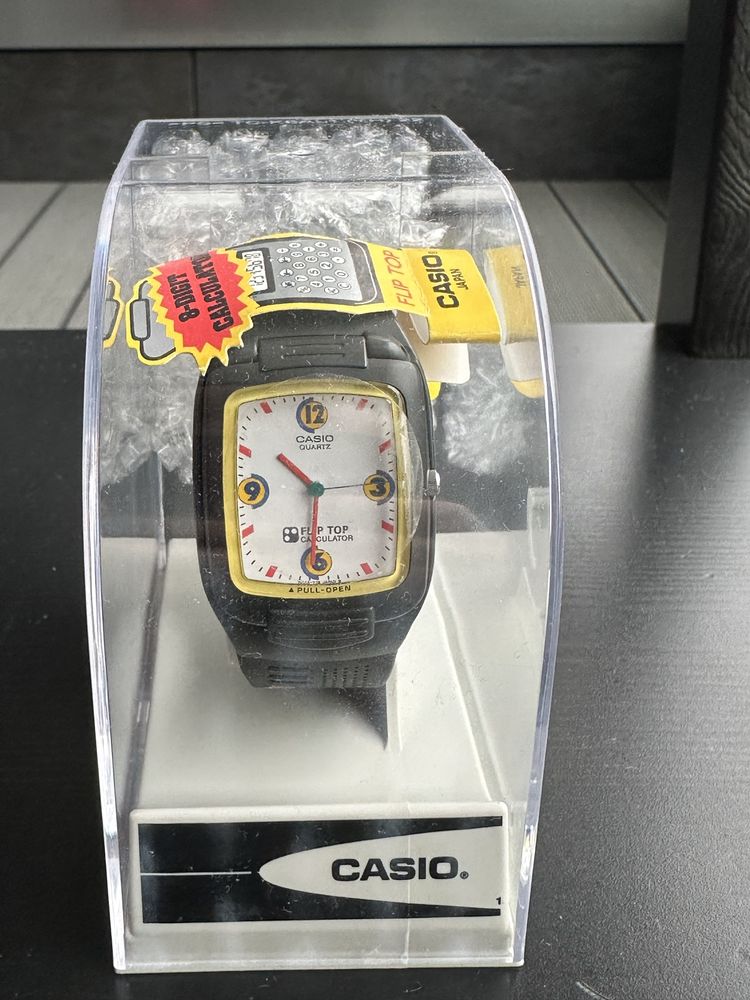 8-DIGIT
CALCULATOR
FLIP TOP
CASIO®
JAPAN
12
CASIO
QUARTZ
9
3
FLIP TOP
CALCULATOR
6
▲ PULL-OPEN
CASIO®
1